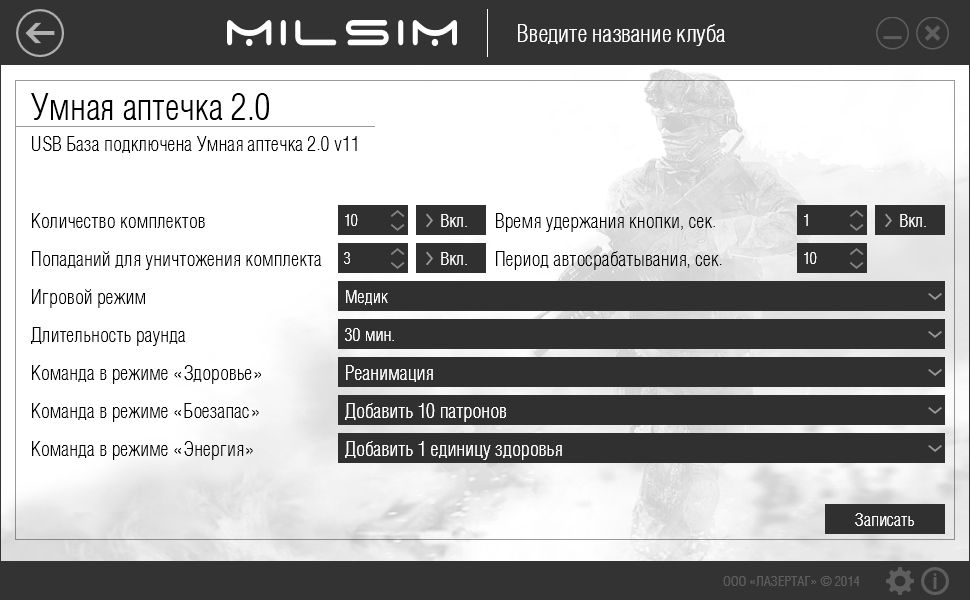 MILSIM
Введите название клуба
Умная аптечка 2.0
USB База подключена Умная аптечка 2.0 v11
Количество комплектов 10 Вкл. Время удержания кнопки, сек. 1 Вкл.
Попаданий для уничтожения комплекта 3 Вкл. Период автосрабатывания, сек. 10
Игровой режим Медик
Длительность раунда 30 мин.
Команда в режиме «Здоровье» Реанимация
Команда в режиме «Боезапас» Добавить 10 патронов
Команда в режиме «Энергия» Добавить 1 единицу здоровья
Записать
ООО «ЛАЗЕРТАГ» © 2014